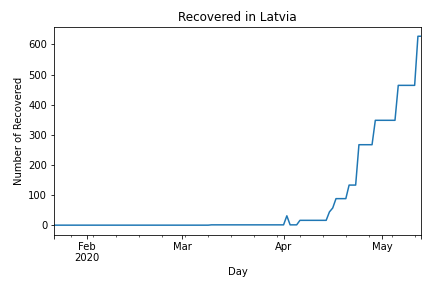 Recovered in Latvia
Number of Recovered
600
500
400
300
200
100
0
Feb
2020
Mar
Apr
May
Day